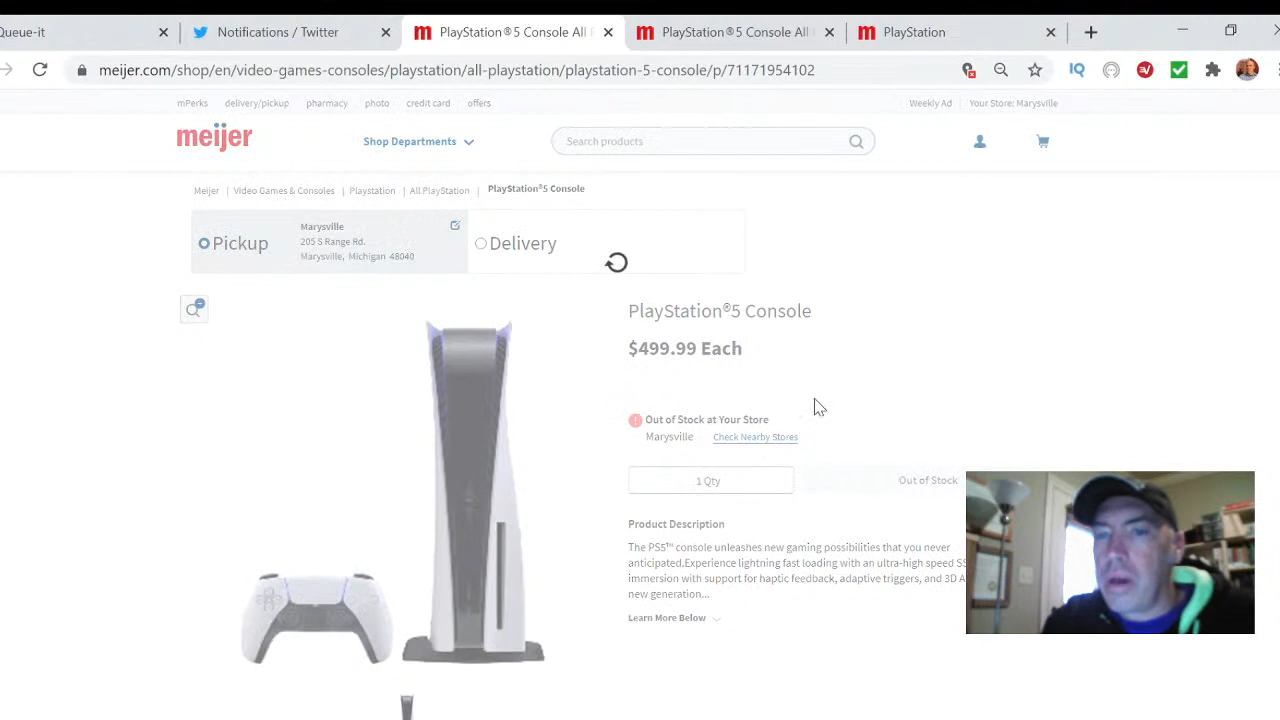 Queue-it
Notifications / Twitter
PlayStation®5 Console All
PlayStation®5 Console All
PlayStation
meijer.com/shop/en/video-games-consoles/playstation/all-playstation/playstation-5-console/p/71171954102
mPerks delivery/pickup pharmacy photo credit card offers
Weekly Ad Your Store: Marysville
meijer
Shop Departments
Search products
Meijer | Video Games & Consoles | Playstation | All PlayStation | PlayStation®5 Console
Pickup
Marysville
205 S Range Rd.
Marysville, Michigan 48040
Delivery
PlayStation®5 Console
$499.99 Each
Out of Stock at Your Store
Marysville Check Nearby Stores
1 Qty
Out of Stock
Product Description
The PS5™ console unleashes new gaming possibilities that you never
anticipated.Experience lightning fast loading with an ultra-high speed
immersion with support for haptic feedback, adaptive triggers, and 3D
new generation...
Learn More Below